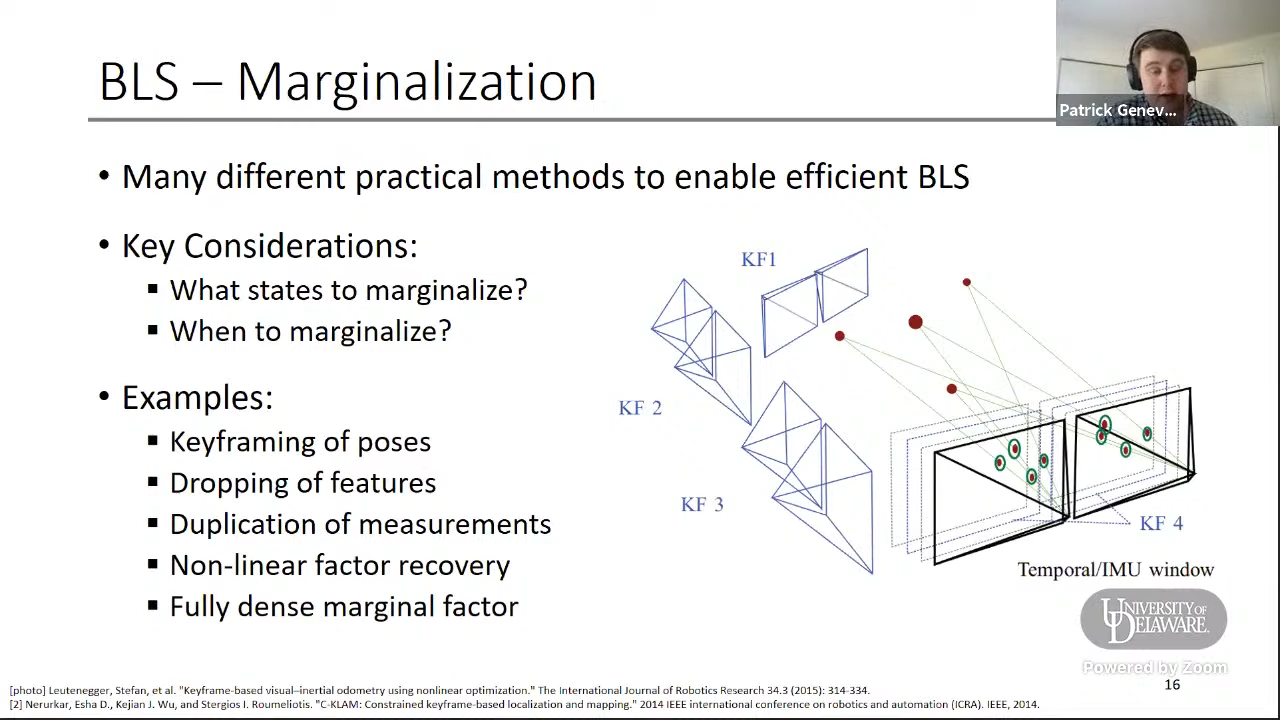 BLS – Marginalization
Patrick Genev...
• Many different practical methods to enable efficient BLS
• Key Considerations:
▪ What states to marginalize?
▪ When to marginalize?
• Examples:
▪ Keyframing of poses
▪ Dropping of features
▪ Duplication of measurements
▪ Non-linear factor recovery
▪ Fully dense marginal factor
KF1
KF 2
KF 3
KF 4
Temporal/IMU window
UNIVERSITY OF
DELAWARE.
Powered by Zoom
16
[photo] Leutenegger, Stefan, et al. "Keyframe-based visual–inertial odometry using nonlinear optimization." The International Journal of Robotics Research 34.3 (2015): 314-334.
[2] Nerurkar, Esha D., Kejian J. Wu, and Stergios I. Roumeliotis. "C-KLAM: Constrained keyframe-based localization and mapping." 2014 IEEE international conference on robotics and automation (ICRA). IEEE, 2014.